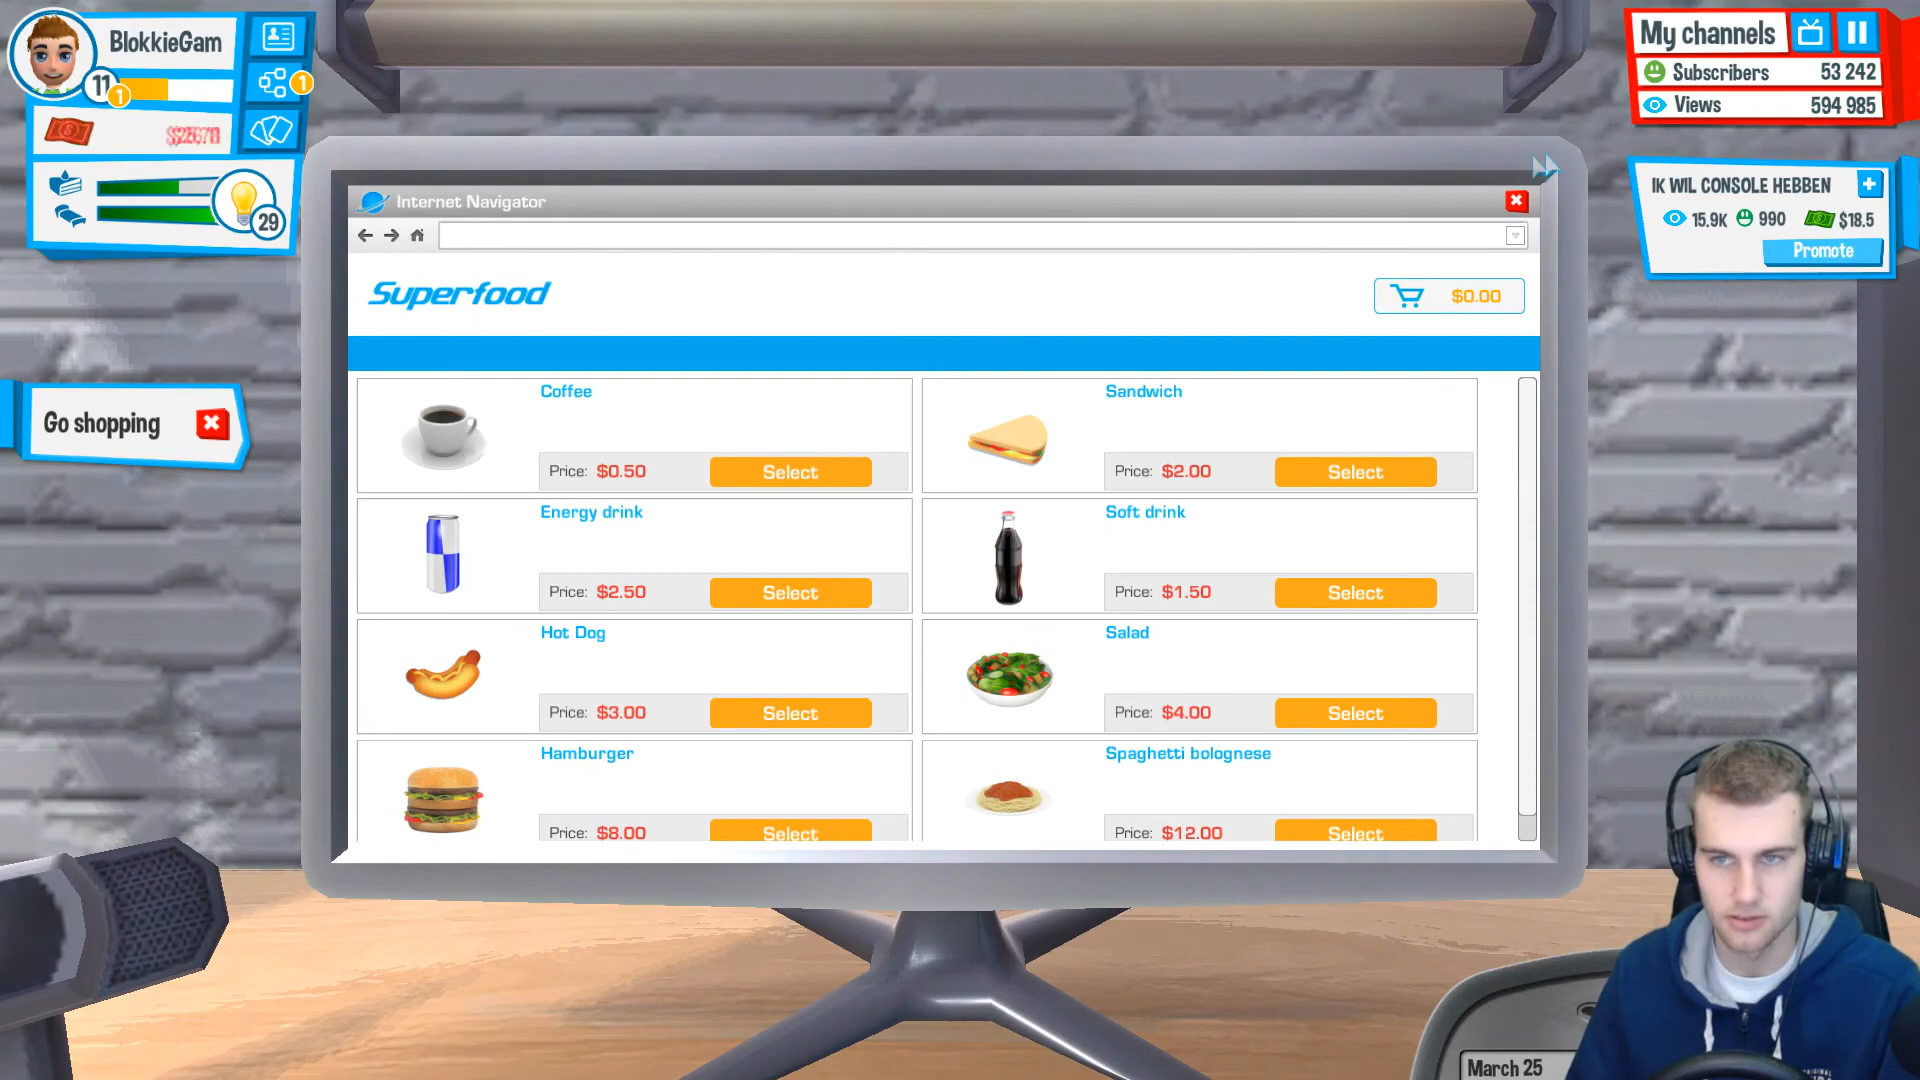 BlokkieGam
11
1
1
29
My channels
Subscribers 53 242
Views 594 985
IK WIL CONSOLE HEBBEN
15.9K 990 $18.5
Promote
Go shopping
Internet Navigator
Superfood
$0.00
Coffee
Price: $0.50 Select
Sandwich
Price: $2.00 Select
Energy drink
Price: $2.50 Select
Soft drink
Price: $1.50 Select
Hot Dog
Price: $3.00 Select
Salad
Price: $4.00 Select
Hamburger
Price: $8.00 Select
Spaghetti bolognese
Price: $12.00 Select
March 25